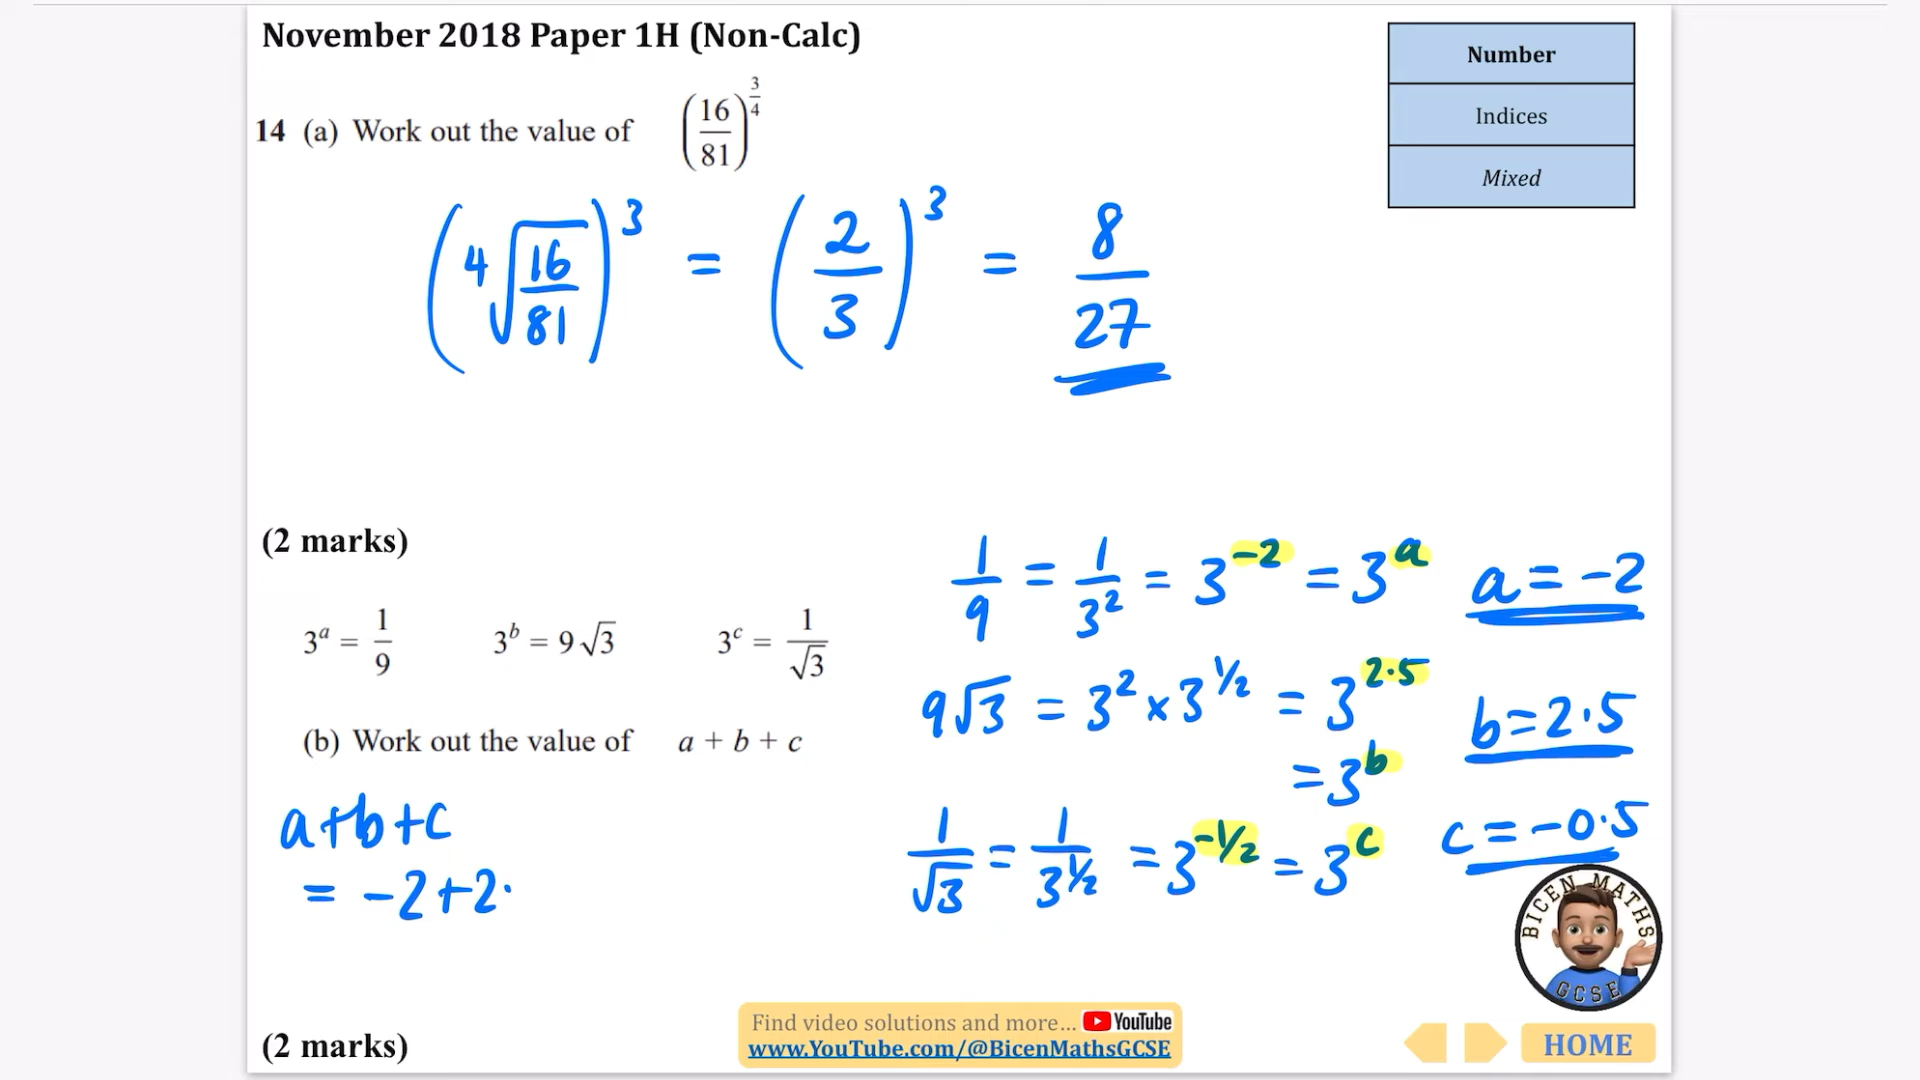 November 2018 Paper 1H (Non-Calc)
Number
Indices
Mixed
14 (a) Work out the value of (16/81)^(3/4)
(⁴√(16/81))³ = (2/3)³ = 8/27
(2 marks)
1/9 = 1/3² = 3⁻² = 3ᵃ a = -2
3ᵃ = 1/9 3ᵇ = 9√3 3ᶜ = 1/√3
9√3 = 3² × 3^(1/2) = 3^(2·5) b = 2·5
= 3ᵇ
(b) Work out the value of a + b + c
1/√3 = 1/3^(1/2) = 3^(-1/2) = 3ᶜ c = -0·5
a+b+c
= -2+2·
BICEN MATHS
GCSE
(2 marks)
Find video solutions and more... YouTube
www.YouTube.com/@BicenMathsGCSE
HOME